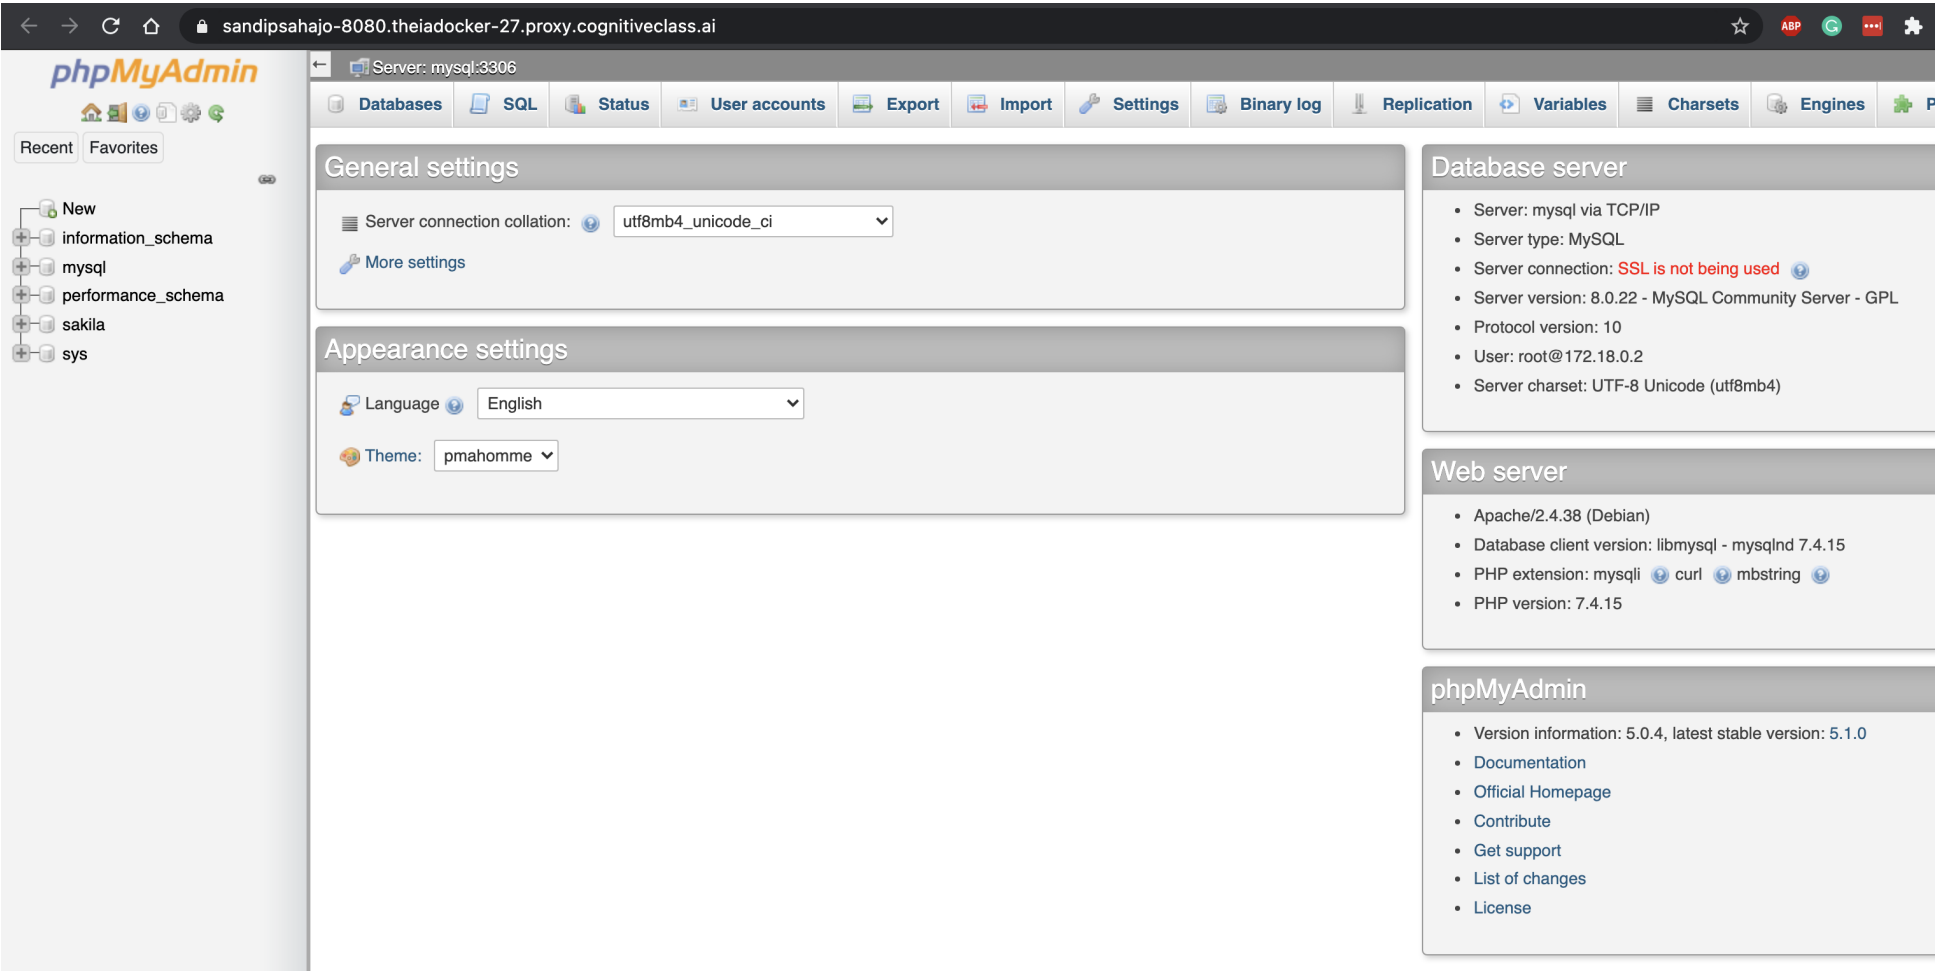 sandipsahajo-8080.theiadocker-27.proxy.cognitiveclass.ai
ABP
phpMyAdmin
Recent Favorites
New
information_schema
mysql
performance_schema
sakila
sys
Server: mysql:3306
Databases SQL Status User accounts Export Import Settings Binary log Replication Variables Charsets Engines P
General settings
Server connection collation: utf8mb4_unicode_ci
More settings
Appearance settings
Language English
Theme: pmahomme
Database server
Server: mysql via TCP/IP
Server type: MySQL
Server connection: SSL is not being used
Server version: 8.0.22 - MySQL Community Server - GPL
Protocol version: 10
User: root@172.18.0.2
Server charset: UTF-8 Unicode (utf8mb4)
Web server
Apache/2.4.38 (Debian)
Database client version: libmysql - mysqlnd 7.4.15
PHP extension: mysqli curl mbstring
PHP version: 7.4.15
phpMyAdmin
Version information: 5.0.4, latest stable version: 5.1.0
Documentation
Official Homepage
Contribute
Get support
List of changes
License